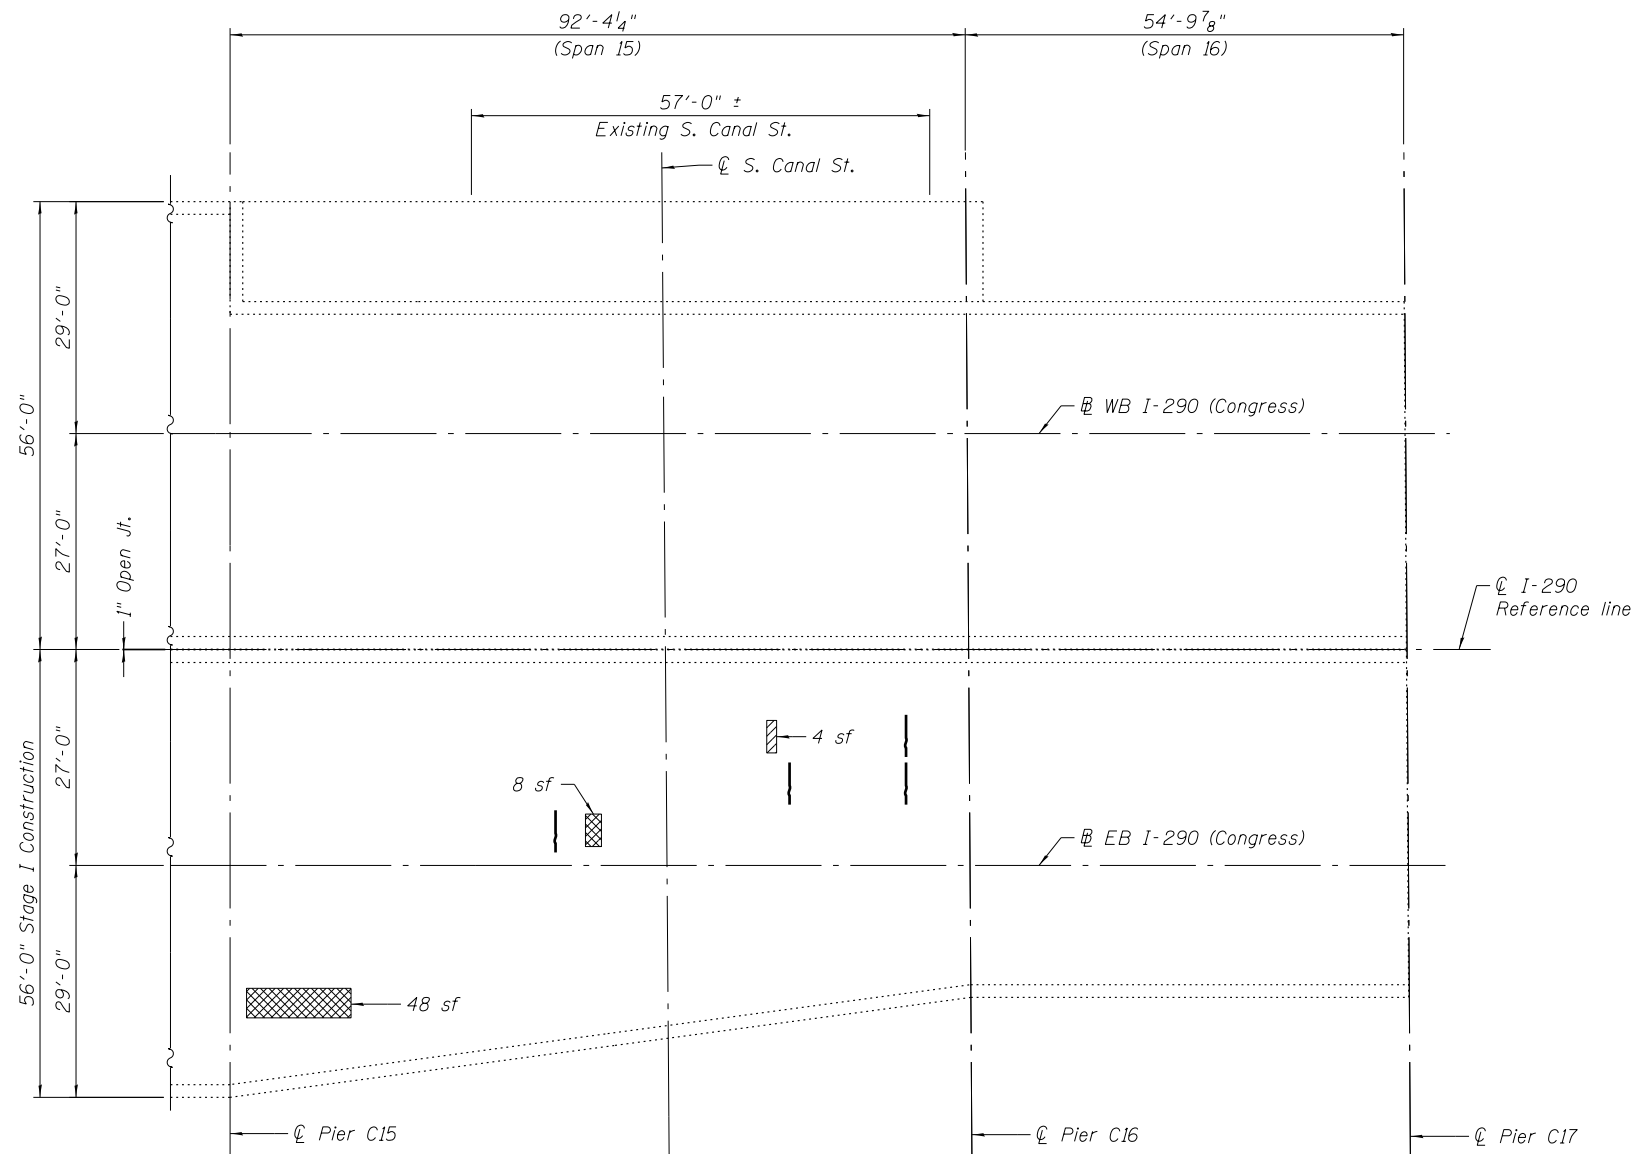 92'-4 1/4"
(Span 15)
54'-9 7/8"
(Span 16)
57'-0" ±
Existing S. Canal St.
℄ S. Canal St.
29'-0"
56'-0"
27'-0"
1" Open Jt.
℄ I-290
Reference line
B̵L WB I-290 (Congress)
4 sf
8 sf
27'-0"
56'-0" Stage I Construction
29'-0"
B̵L EB I-290 (Congress)
48 sf
℄ Pier C15
℄ Pier C16
℄ Pier C17